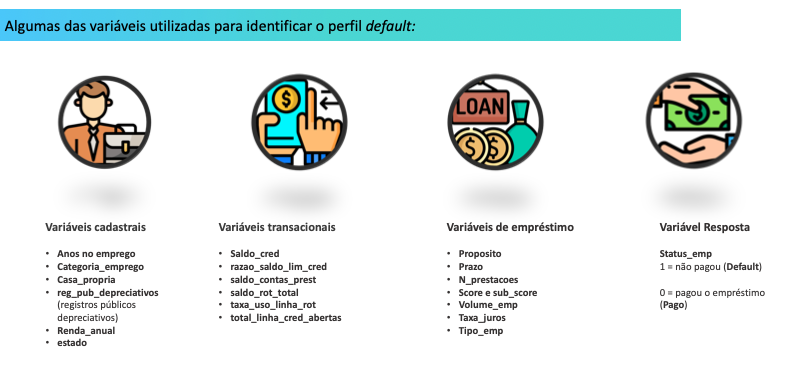 Algumas das variáveis utilizadas para identificar o perfil default:
LOAN
Variáveis cadastrais
• Anos no emprego
• Categoria_emprego
• Casa_propria
• reg_pub_depreciativos
(registros públicos
depreciativos)
• Renda_anual
• estado
Variáveis transacionais
• Saldo_cred
• razao_saldo_lim_cred
• saldo_contas_prest
• saldo_rot_total
• taxa_uso_linha_rot
• total_linha_cred_abertas
Variáveis de empréstimo
• Proposito
• Prazo
• N_prestacoes
• Score e sub_score
• Volume_emp
• Taxa_juros
• Tipo_emp
Variável Resposta
Status_emp
1 = não pagou (Default)
0 = pagou o empréstimo
(Pago)